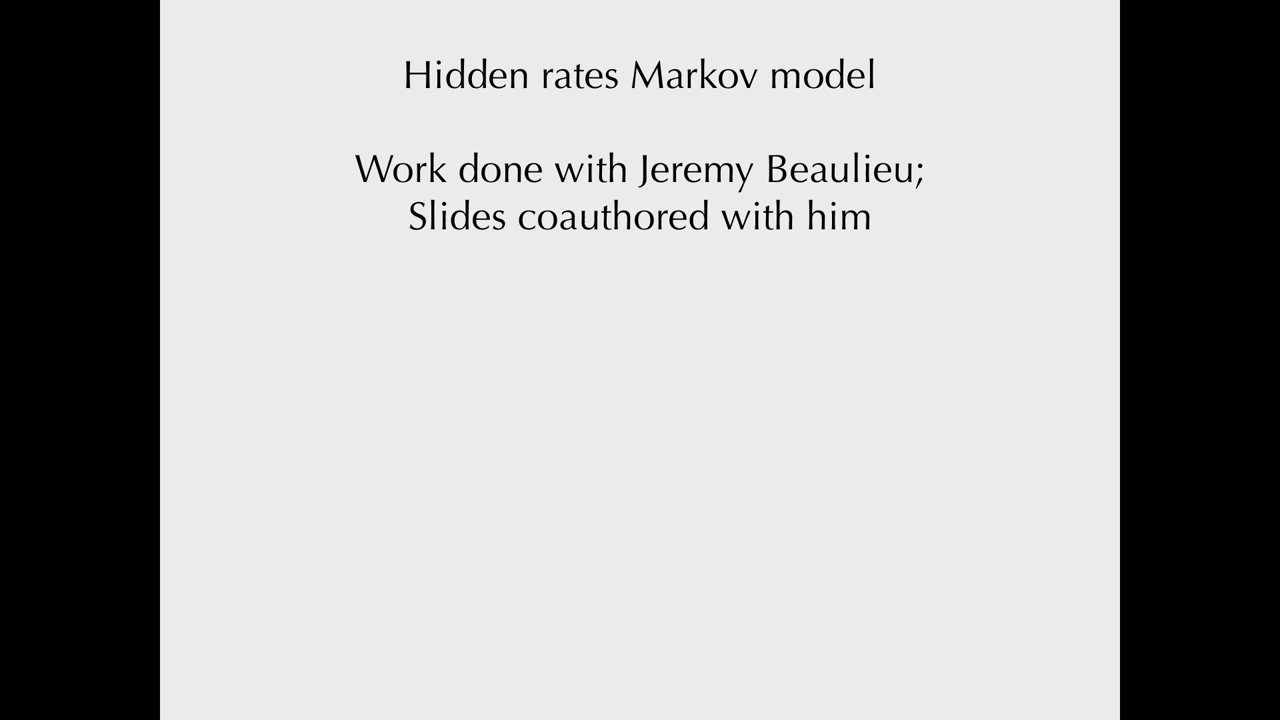 Hidden rates Markov model
Work done with Jeremy Beaulieu;
Slides coauthored with him